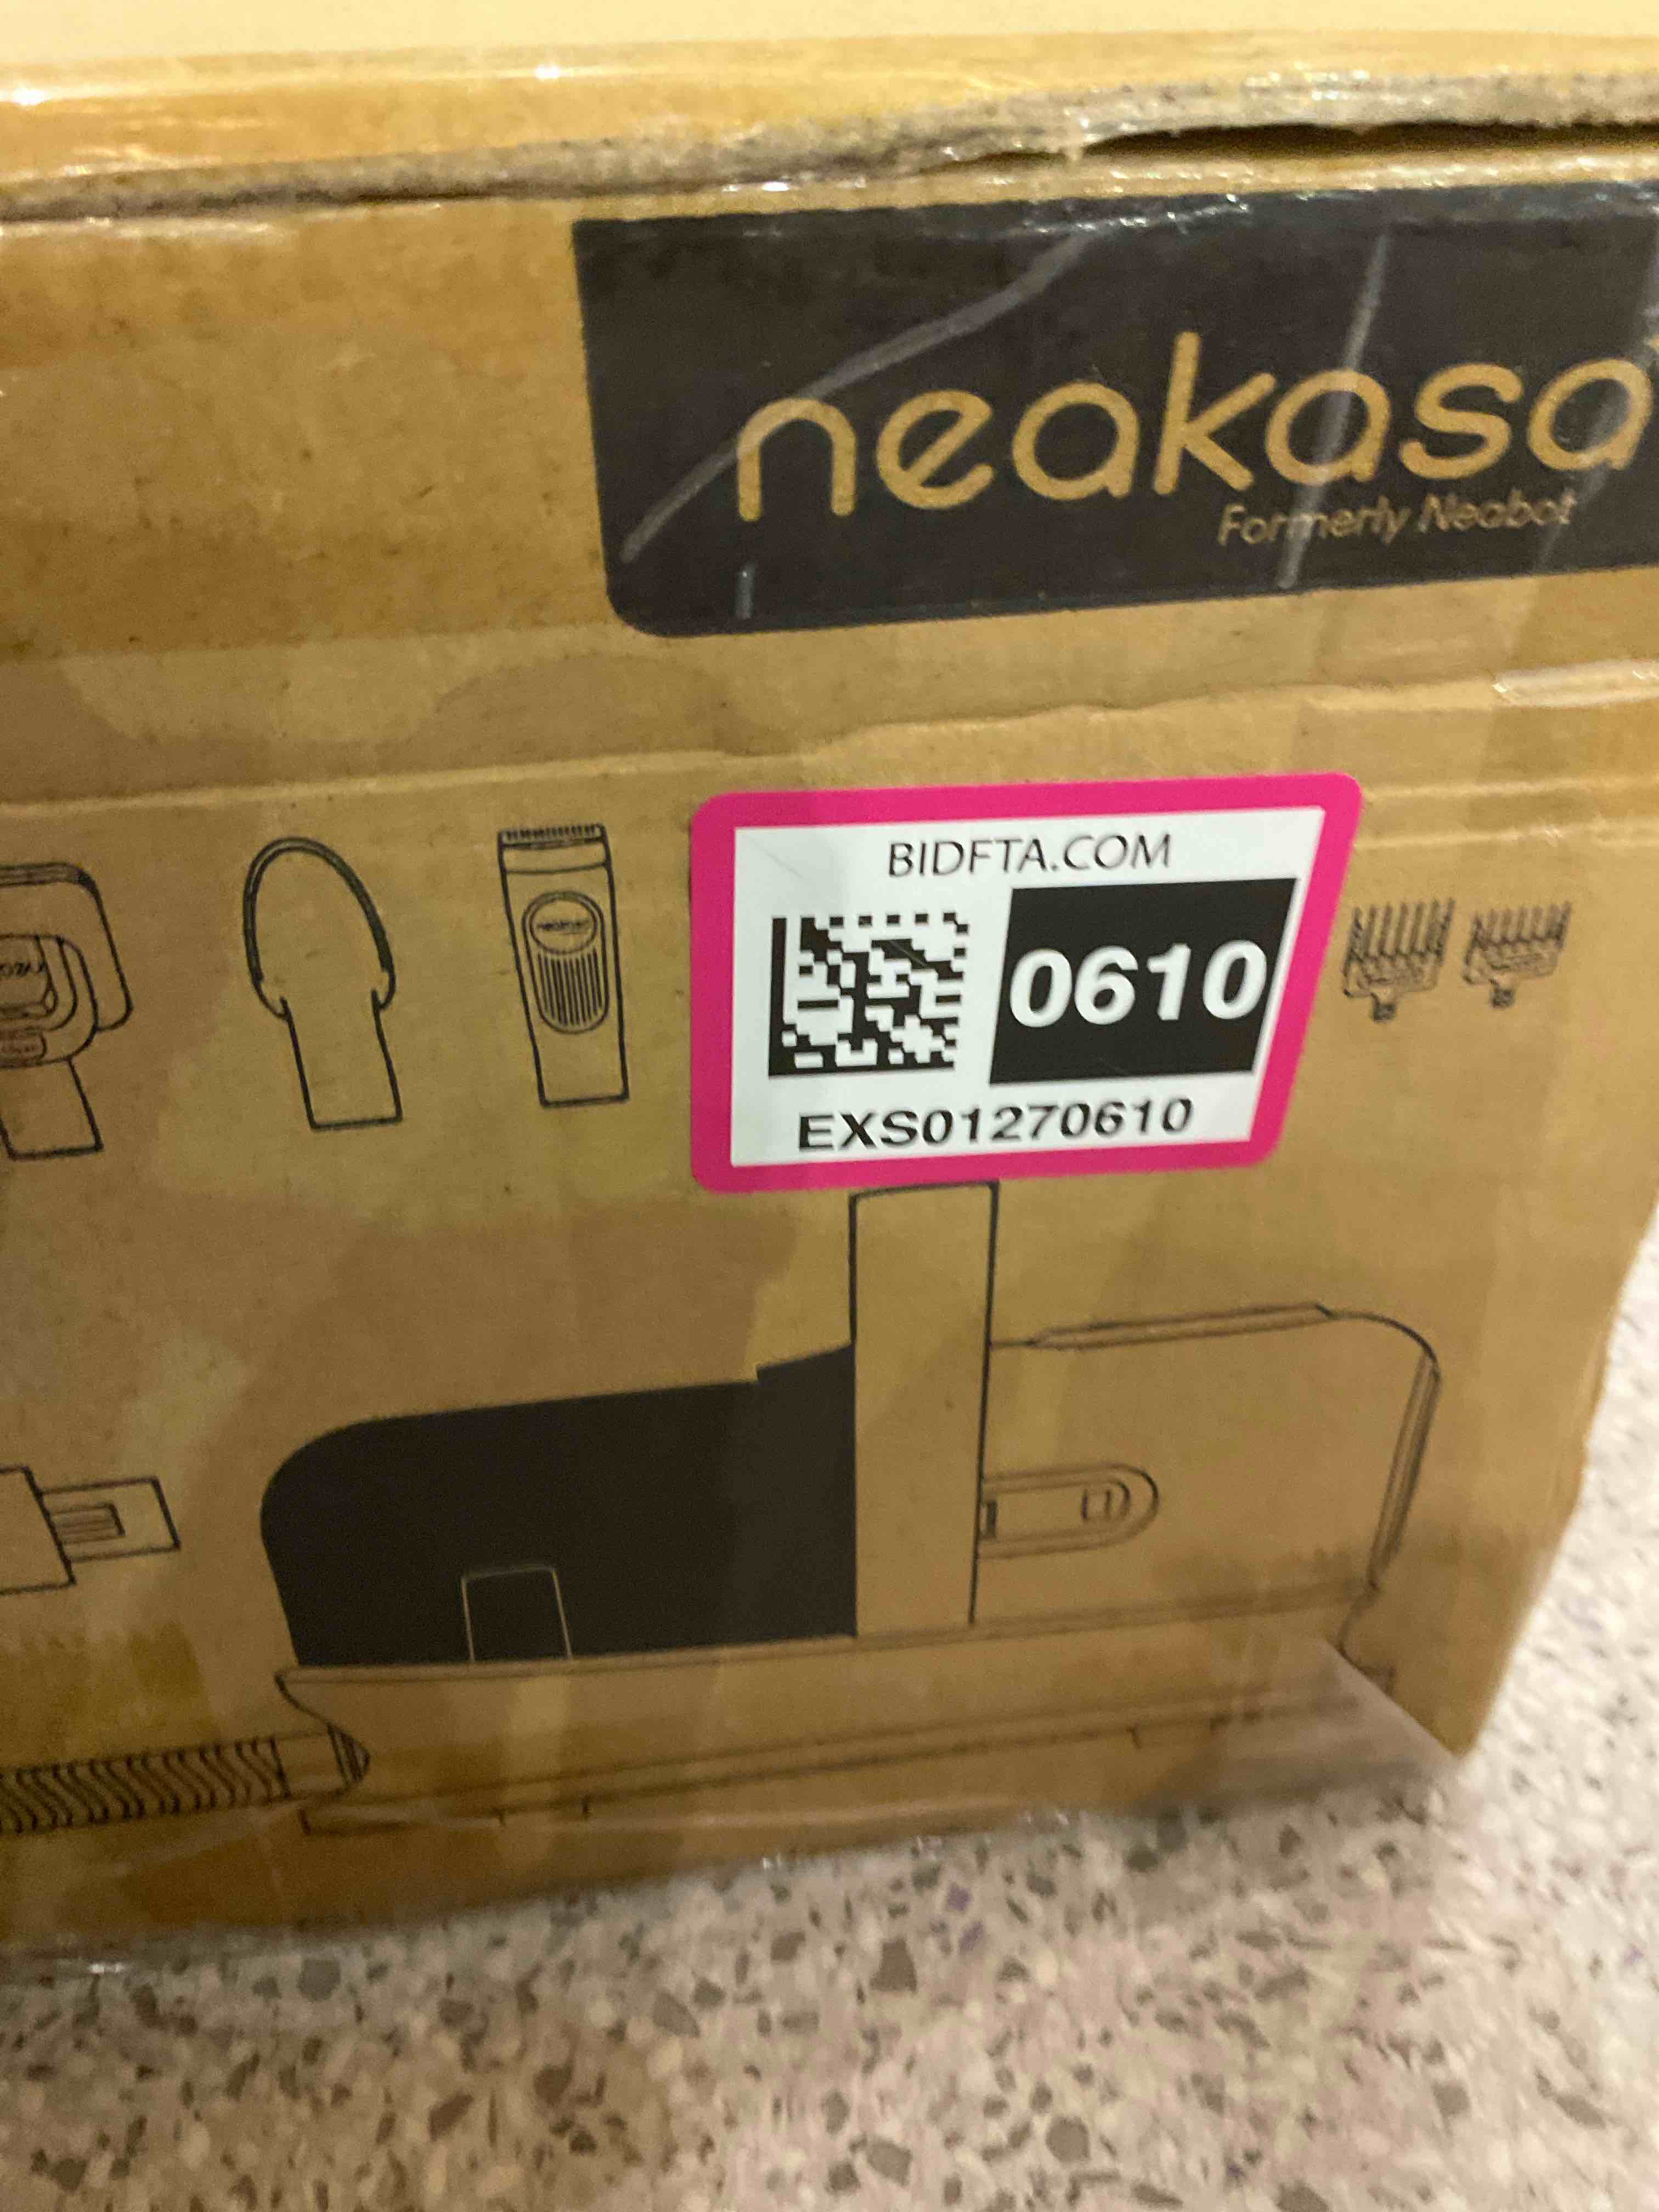 neakasa
Formerly Neabot
BIDFTA.COM
0610
EXS01270610